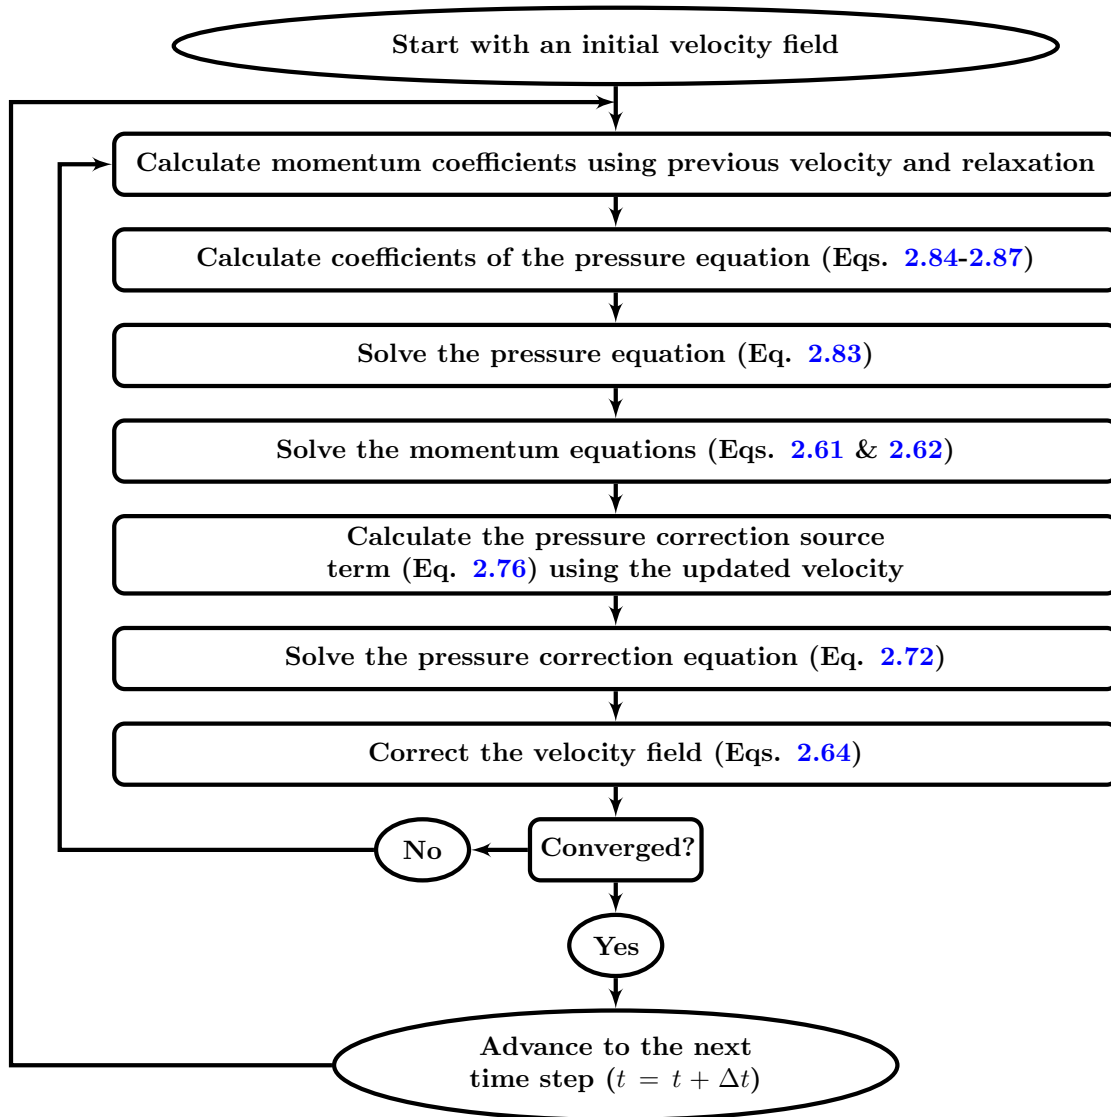 Start with an initial velocity field
Calculate momentum coefficients using previous velocity and relaxation
Calculate coefficients of the pressure equation (Eqs. 2.84-2.87)
Solve the pressure equation (Eq. 2.83)
Solve the momentum equations (Eqs. 2.61 & 2.62)
Calculate the pressure correction source
term (Eq. 2.76) using the updated velocity
Solve the pressure correction equation (Eq. 2.72)
Correct the velocity field (Eqs. 2.64)
No
Converged?
Yes
Advance to the next
time step (t = t + Δt)